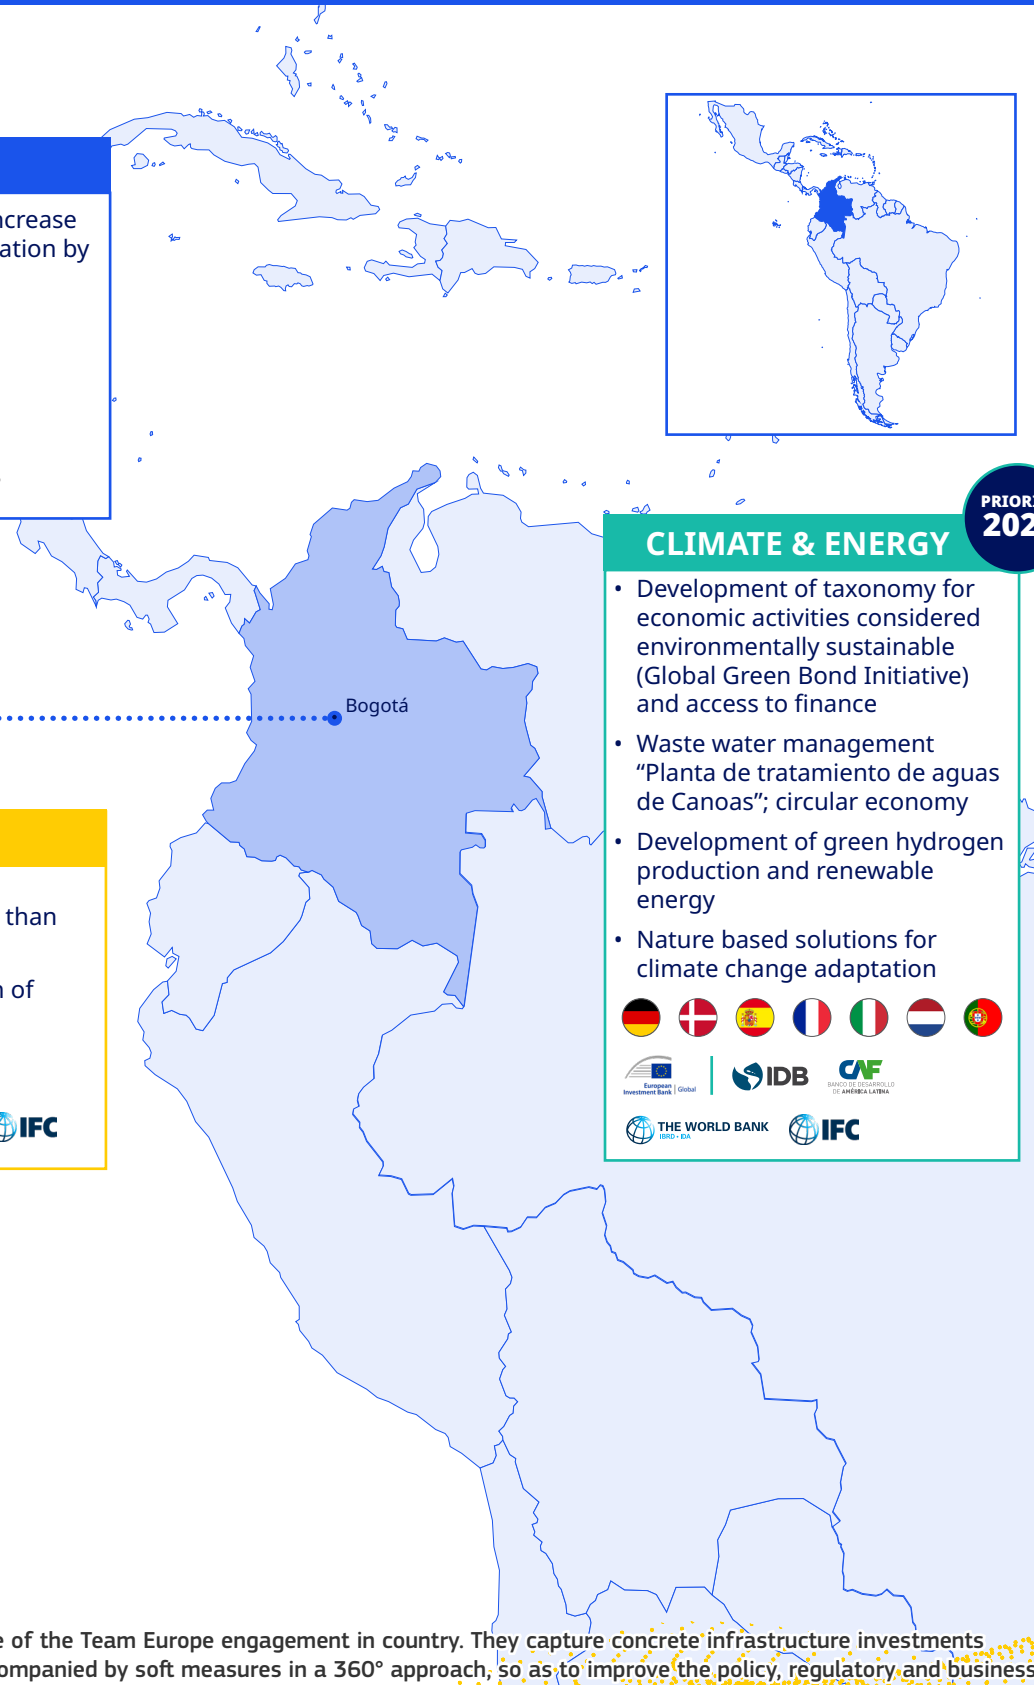 ncrease
ation by
PRIORI
202
CLIMATE & ENERGY
• Development of taxonomy for
economic activities considered
environmentally sustainable
(Global Green Bond Initiative)
and access to finance
• Waste water management
“Planta de tratamiento de aguas
de Canoas”; circular economy
• Development of green hydrogen
production and renewable
energy
• Nature based solutions for
climate change adaptation
European
Investment Bank | Global
IDB
CAF
BANCO DE DESARROLLO
DE AMÉRICA LATINA
THE WORLD BANK
IBRD • IDA
IFC
Bogotá
than
n of
IFC
e of the Team Europe engagement in country. They capture concrete infrastructure investments
ompanied by soft measures in a 360° approach, so as to improve the policy, regulatory and business